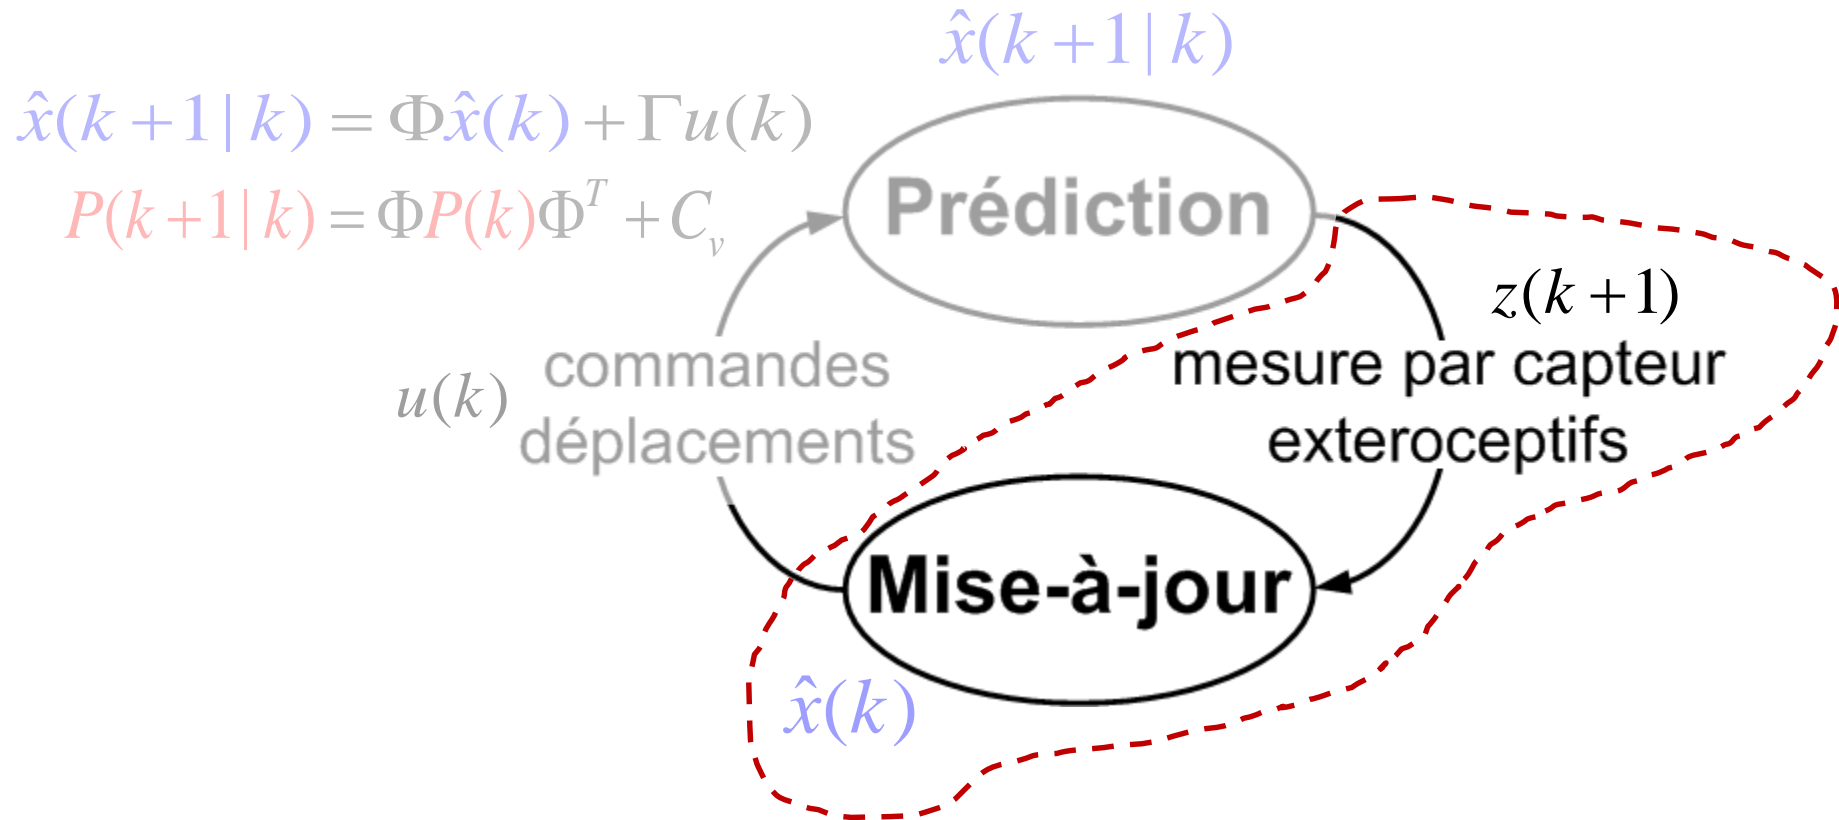 x̂(k+1|k)
x̂(k+1|k) = Φx̂(k) + Γu(k)
P(k+1|k) = ΦP(k)Φ^T + C_v
Prédiction
z(k+1)
mesure par capteur
exteroceptifs
u(k)
commandes
déplacements
Mise-à-jour
x̂(k)